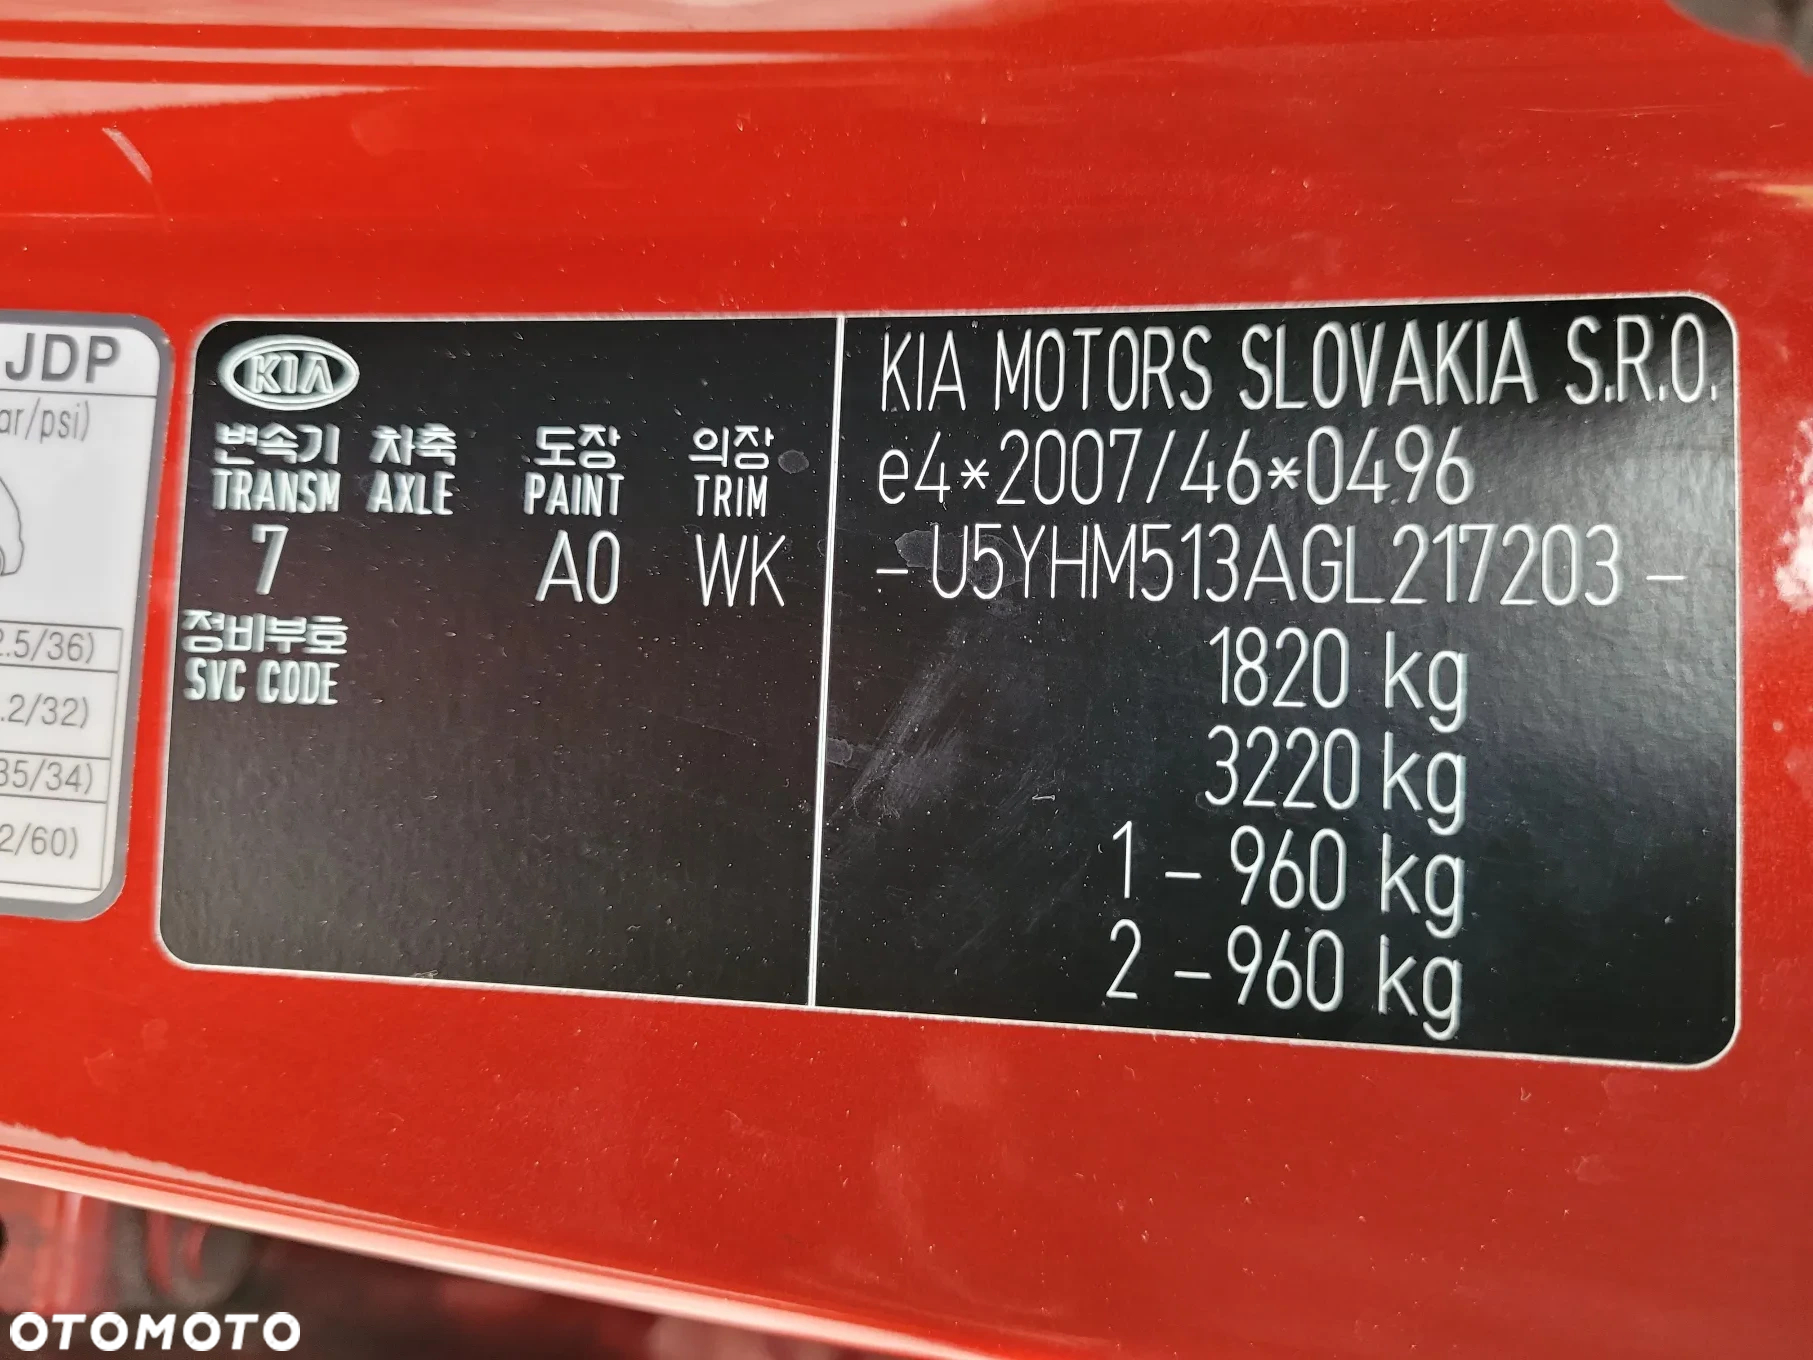 JDP
ar/psi)
2.5/36)
.2/32)
35/34)
2/60)
KIA
변속기 차축 도장 의장
TRANSM AXLE PAINT TRIM
7 A0 WK
정비부호
SVC CODE
KIA MOTORS SLOVAKIA S.R.O.
e4*2007/46*0496
- U5YHM513AGL217203 -
1820 kg
3220 kg
1 - 960 kg
2 - 960 kg
OTOMOTO